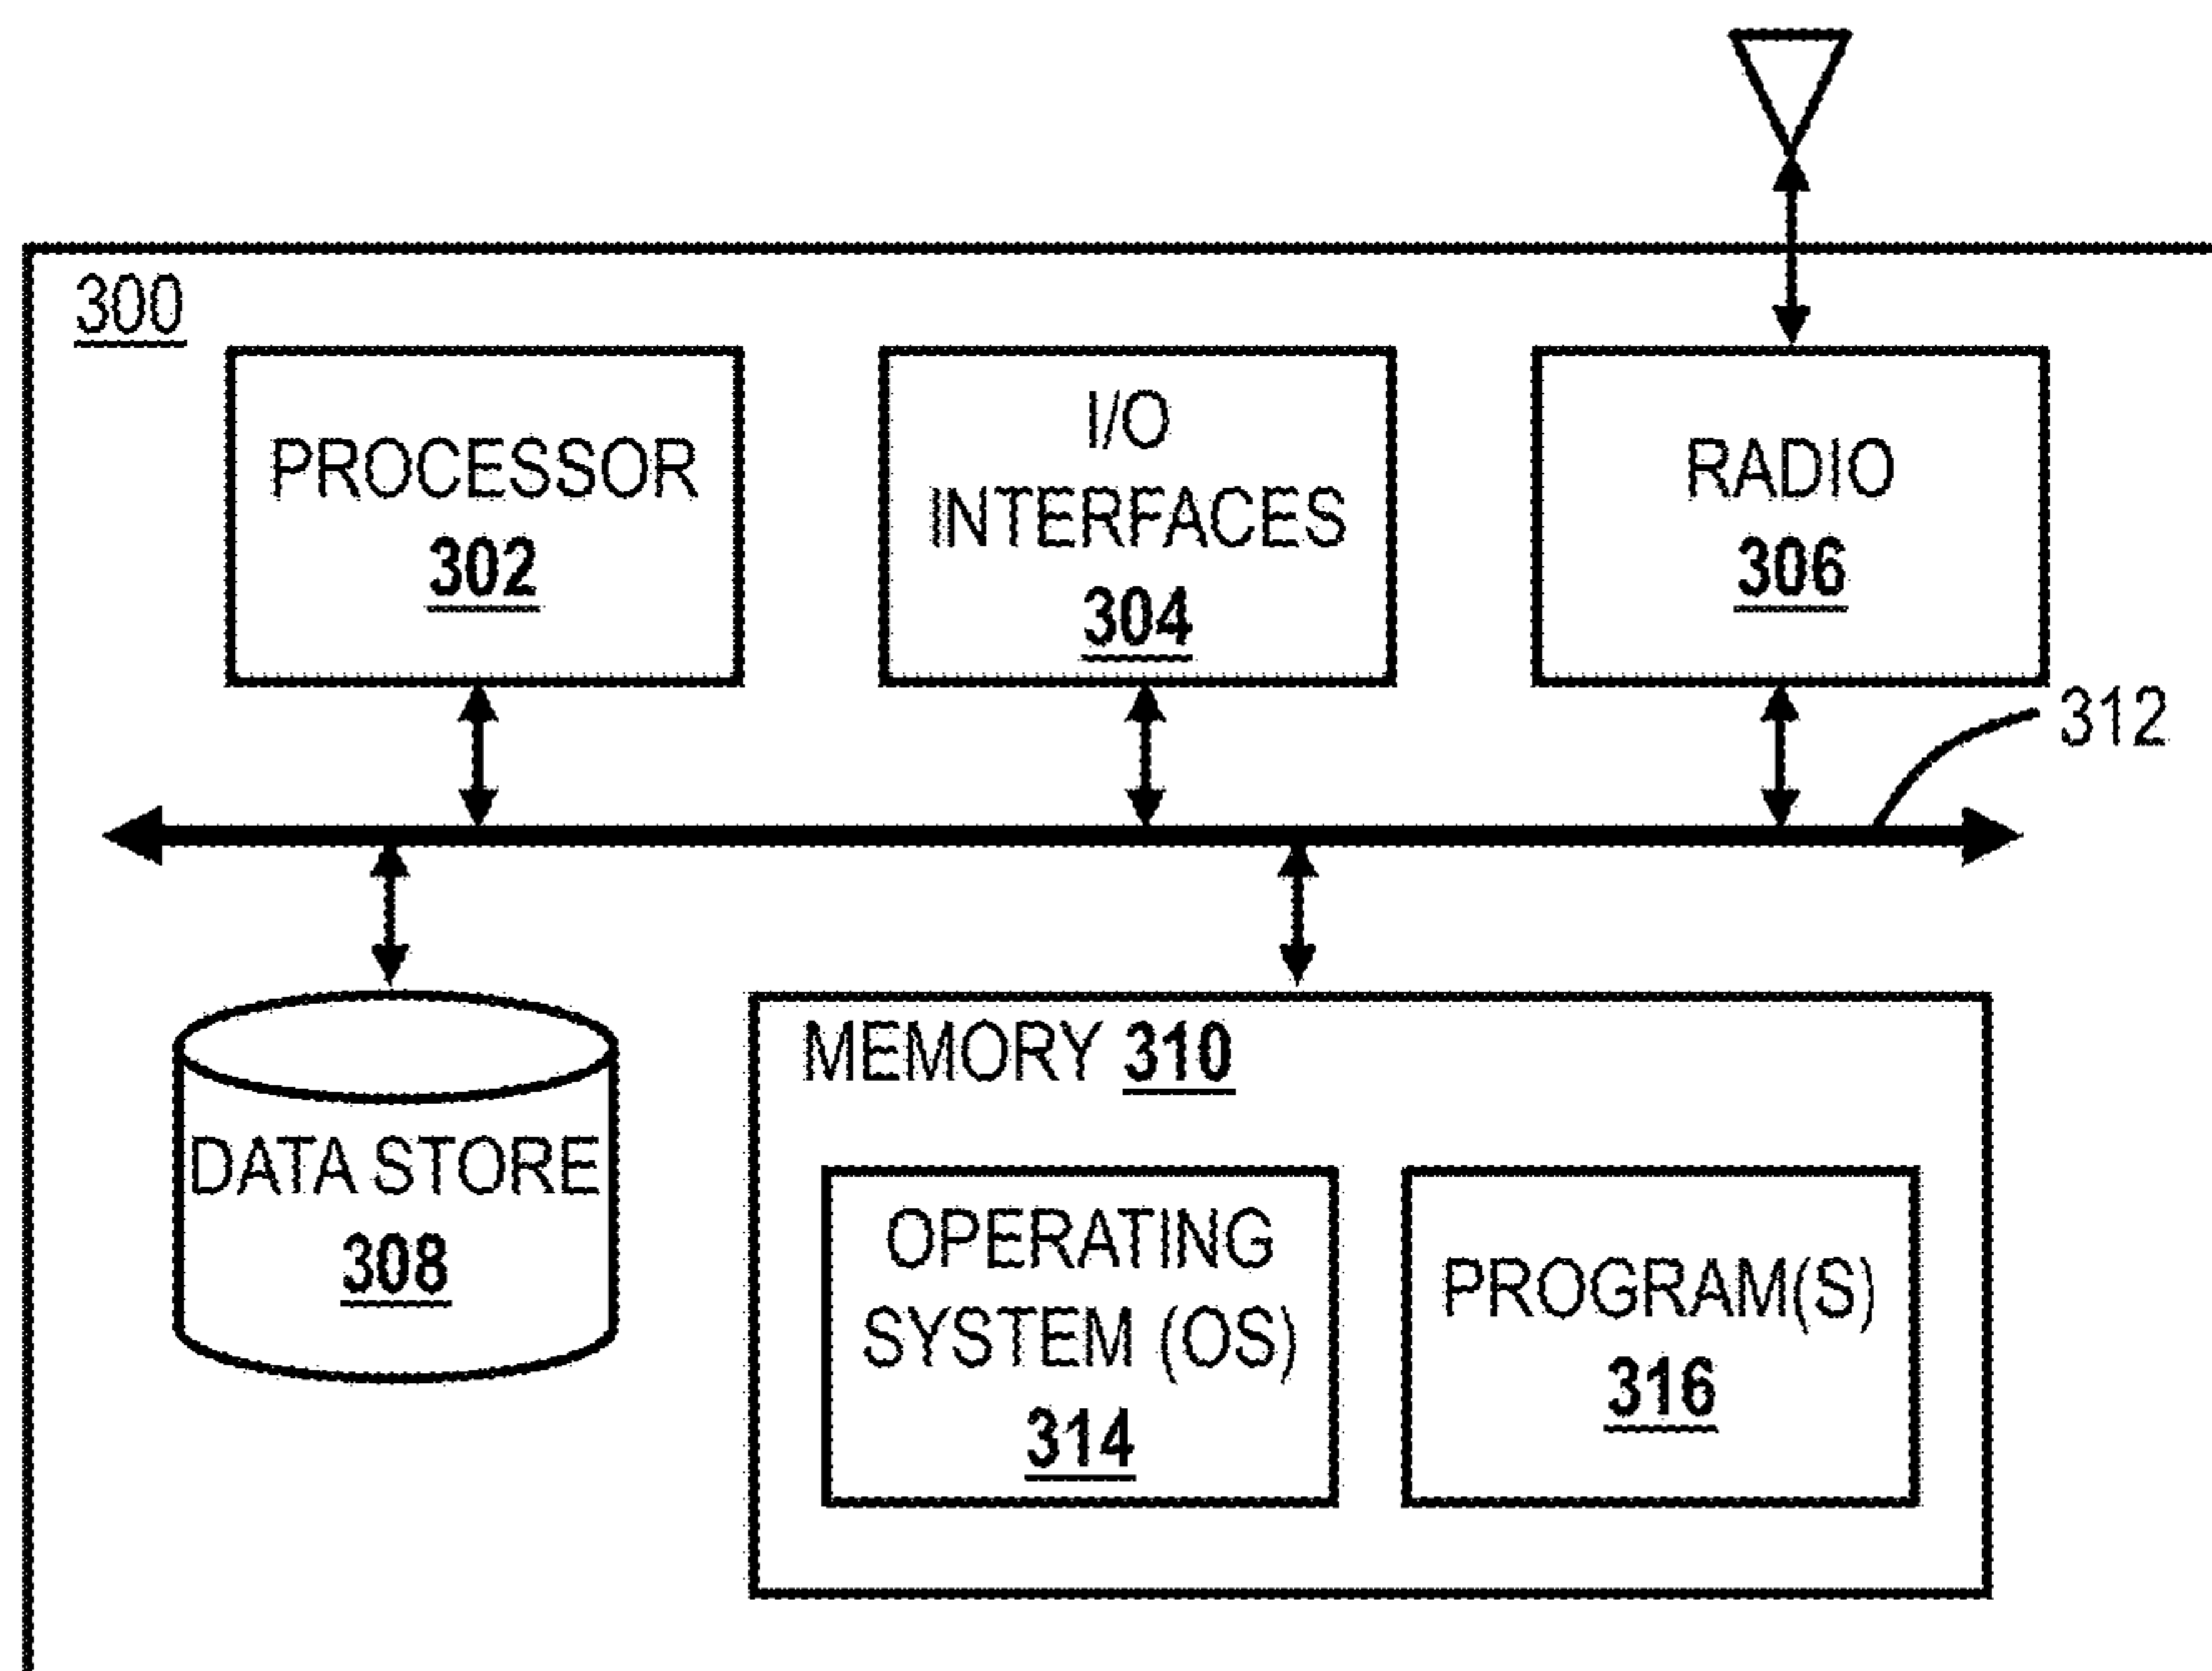 300
PROCESSOR
302
I/O
INTERFACES
304
RADIO
306
312
DATA STORE
308
MEMORY 310
OPERATING
SYSTEM (OS)
314
PROGRAM(S)
316